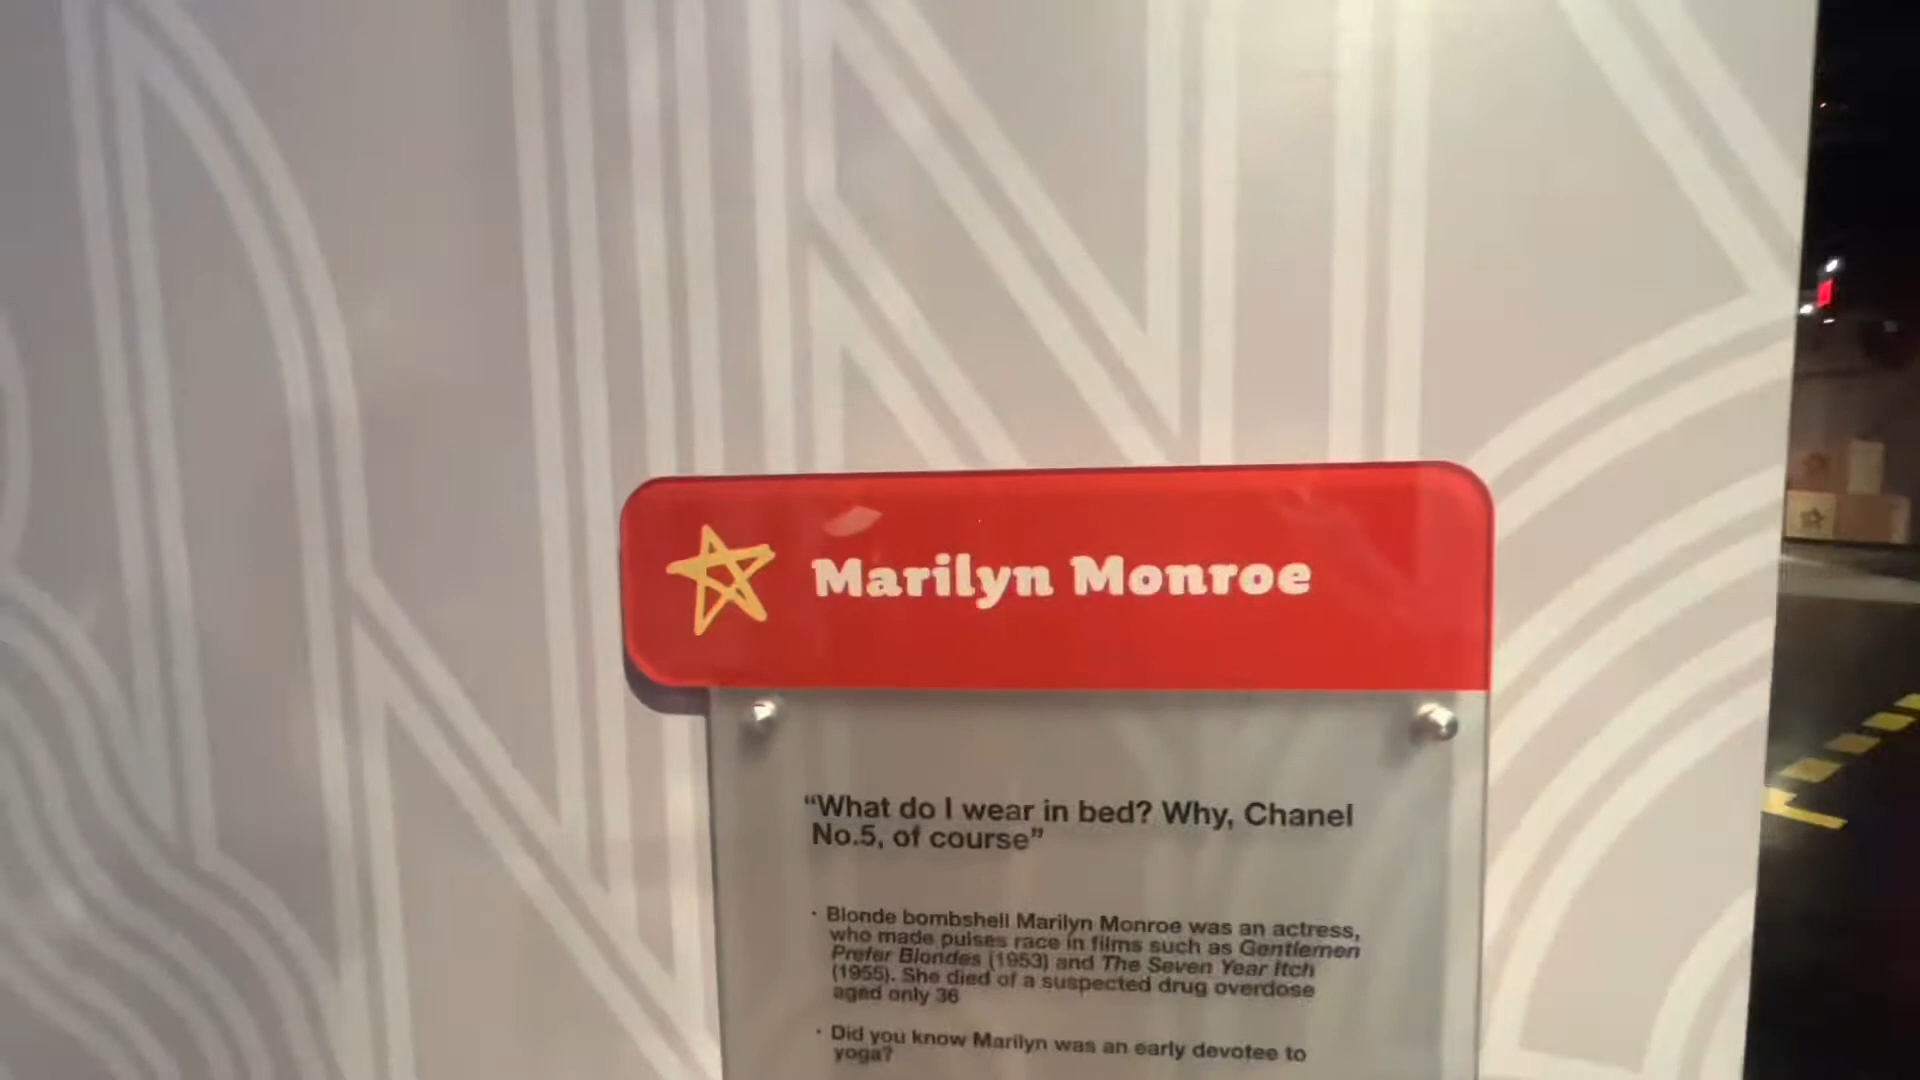 Marilyn Monroe
“What do I wear in bed? Why, Chanel
No.5, of course”
· Blonde bombshell Marilyn Monroe was an actress,
who made pulses race in films such as Gentlemen
Prefer Blondes (1953) and The Seven Year Itch
(1955). She died of a suspected drug overdose
aged only 36
· Did you know Marilyn was an early devotee to
yoga?